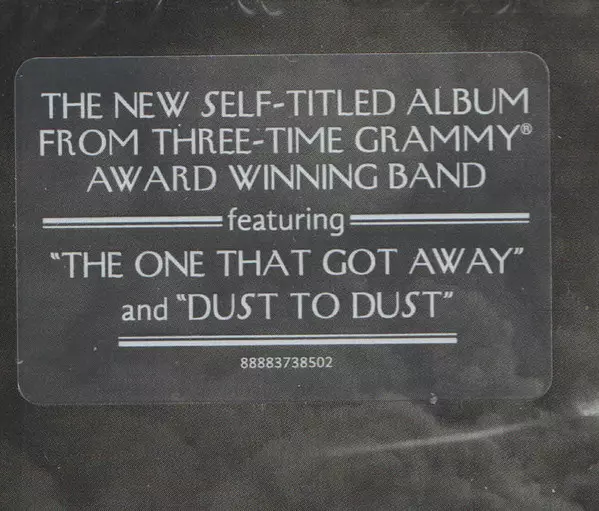 THE NEW SELF-TITLED ALBUM
FROM THREE-TIME GRAMMY®
AWARD WINNING BAND
featuring
"THE ONE THAT GOT AWAY"
and "DUST TO DUST"
88883738502